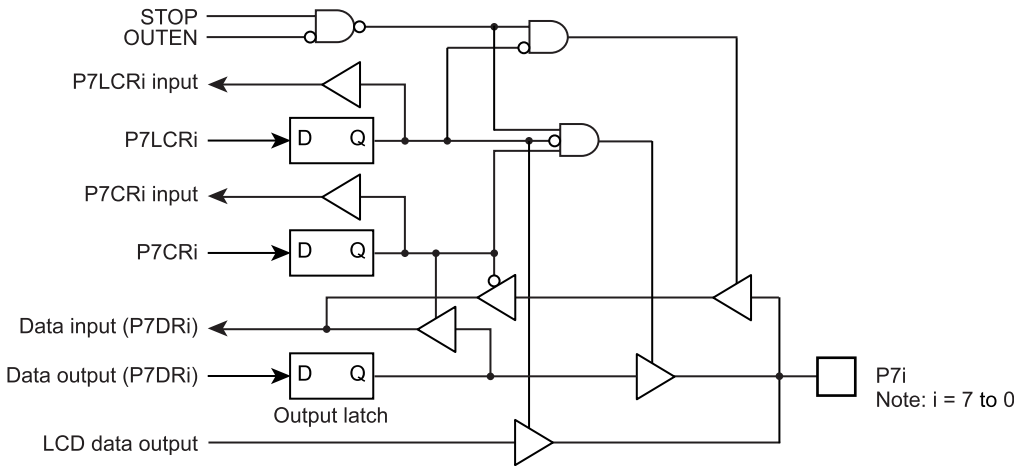 STOP
OUTEN
P7LCRi input
P7LCRi
D Q
P7CRi input
P7CRi
D Q
Data input (P7DRi)
Data output (P7DRi)
D Q
Output latch
LCD data output
P7i
Note: i = 7 to 0